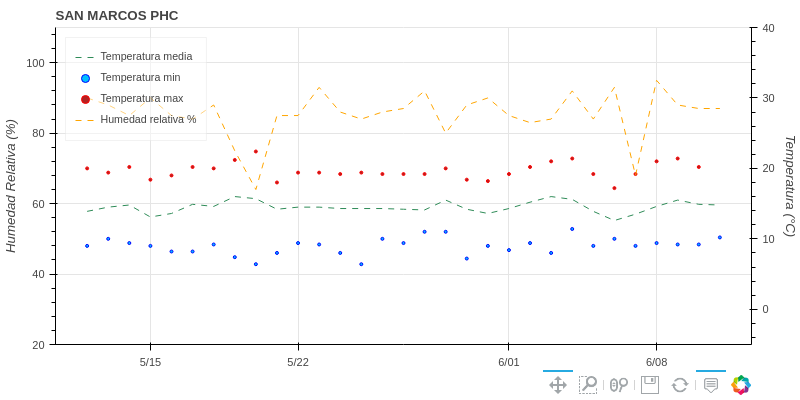 SAN MARCOS PHC
Temperatura media
Temperatura min
Temperatura max
Humedad relativa %
Humedad Relativa (%)
100
80
60
40
20
Temperatura (°C)
40
30
20
10
0
5/15
5/22
6/01
6/08